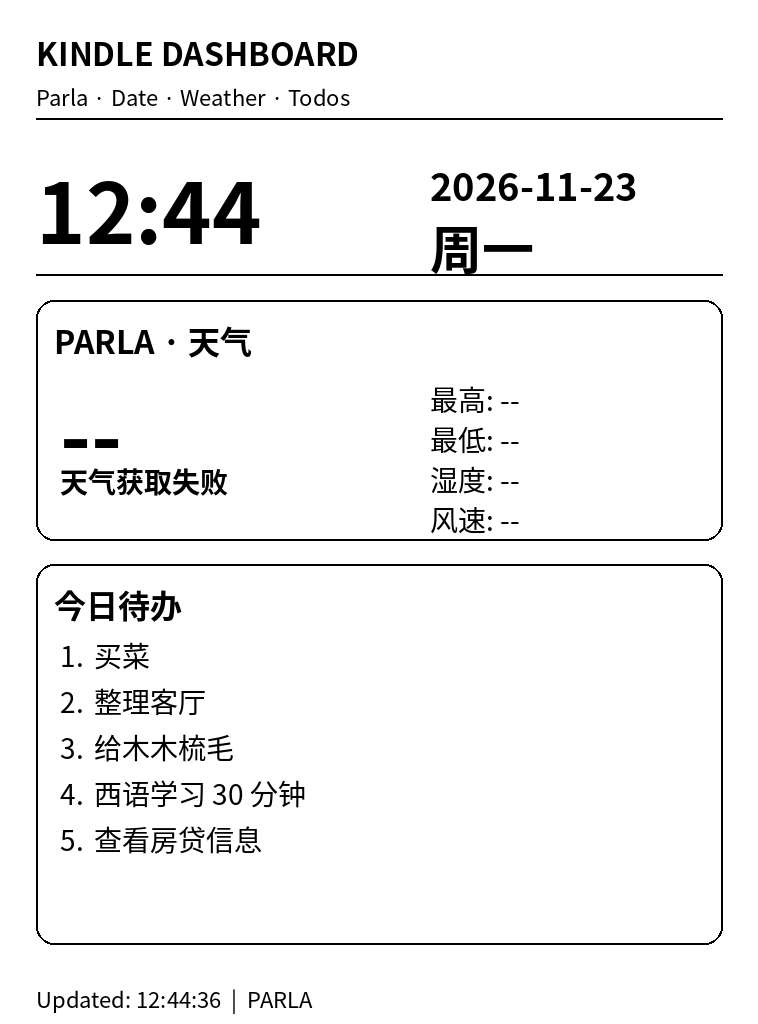 KINDLE DASHBOARD
Parla · Date · Weather · Todos
12:44
2026-11-23
周一
PARLA · 天气
--
天气获取失败
最高: --
最低: --
湿度: --
风速: --
今日待办
1. 买菜
2. 整理客厅
3. 给木木梳毛
4. 西语学习 30 分钟
5. 查看房贷信息
Updated: 12:44:36 | PARLA